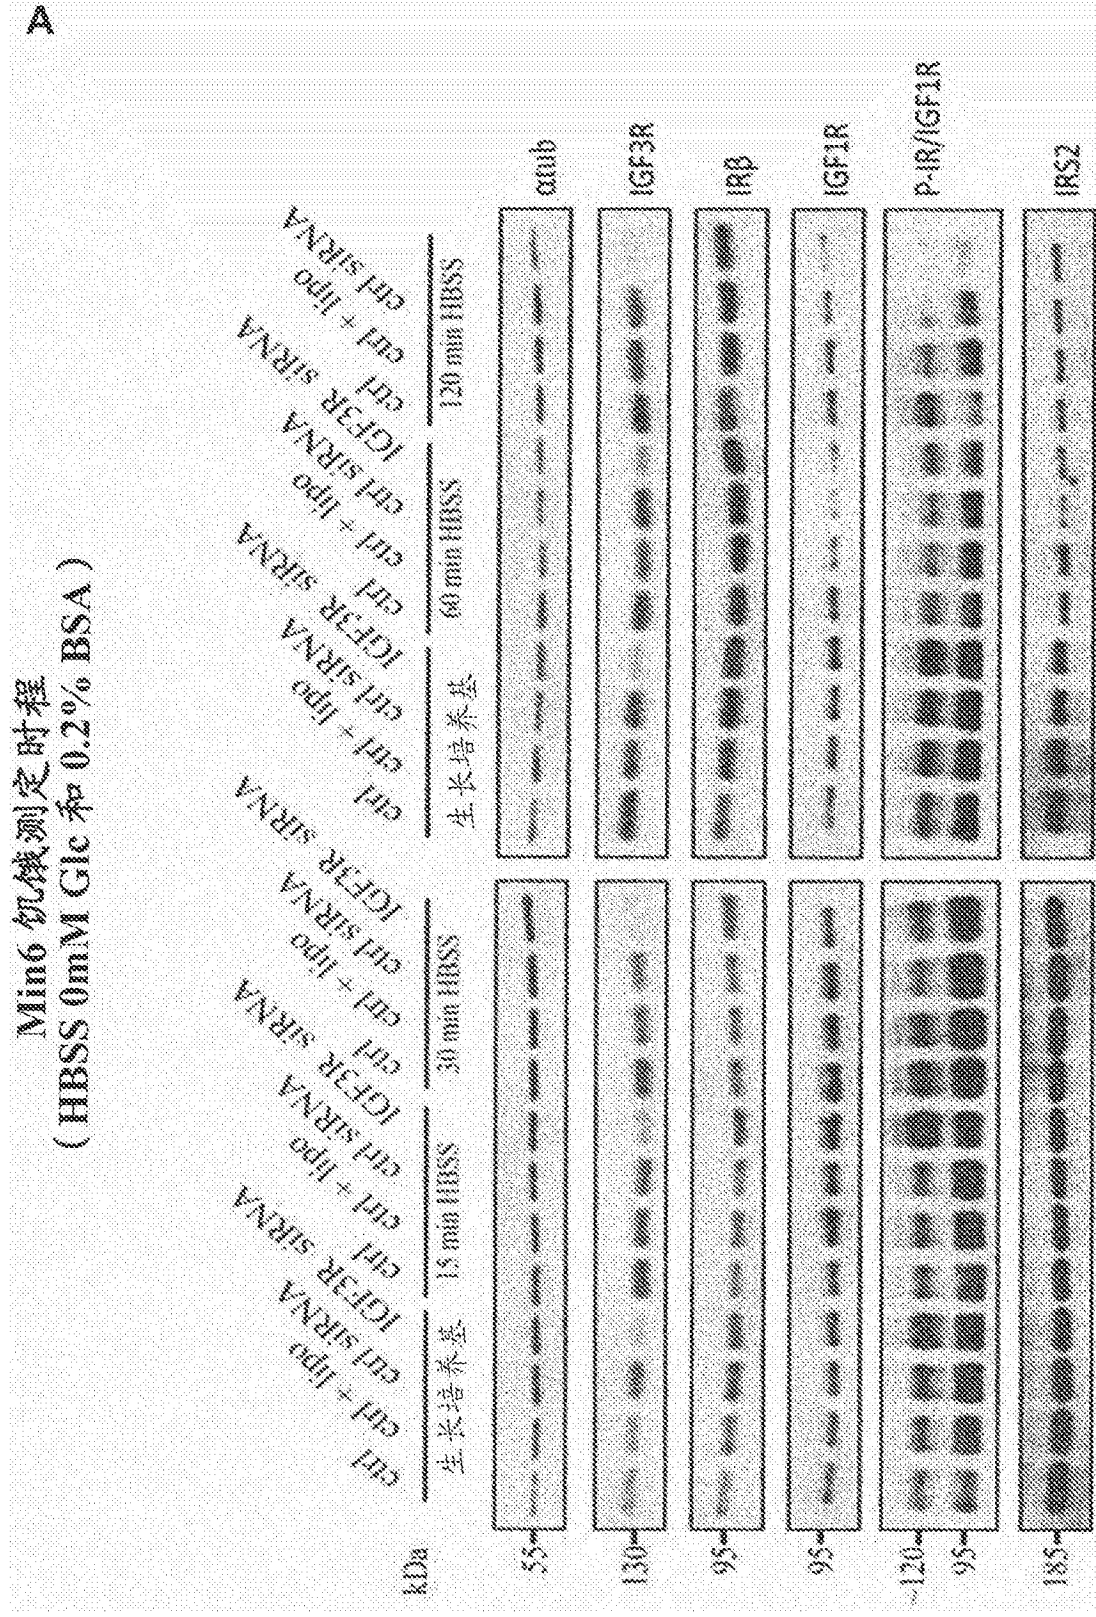 A
Min6 饥饿测定时程
( HBSS 0mM Glc 和 0.2% BSA )
kDa
ctrl
ctrl + lipo
ctrl siRNA
IGF3R siRNA
ctrl
ctrl + lipo
ctrl siRNA
IGF3R siRNA
ctrl
ctrl + lipo
ctrl siRNA
IGF3R siRNA
ctrl
ctrl + lipo
ctrl siRNA
IGF3R siRNA
ctrl
ctrl + lipo
ctrl siRNA
IGF3R siRNA
ctrl
ctrl + lipo
ctrl siRNA
生长培养基
15 min HBSS
30 min HBSS
生长培养基
60 min HBSS
120 min HBSS
55
αtub
130
IGF3R
95
IRβ
95
IGF1R
~120
95
P-IR/IGF1R
185
IRS2